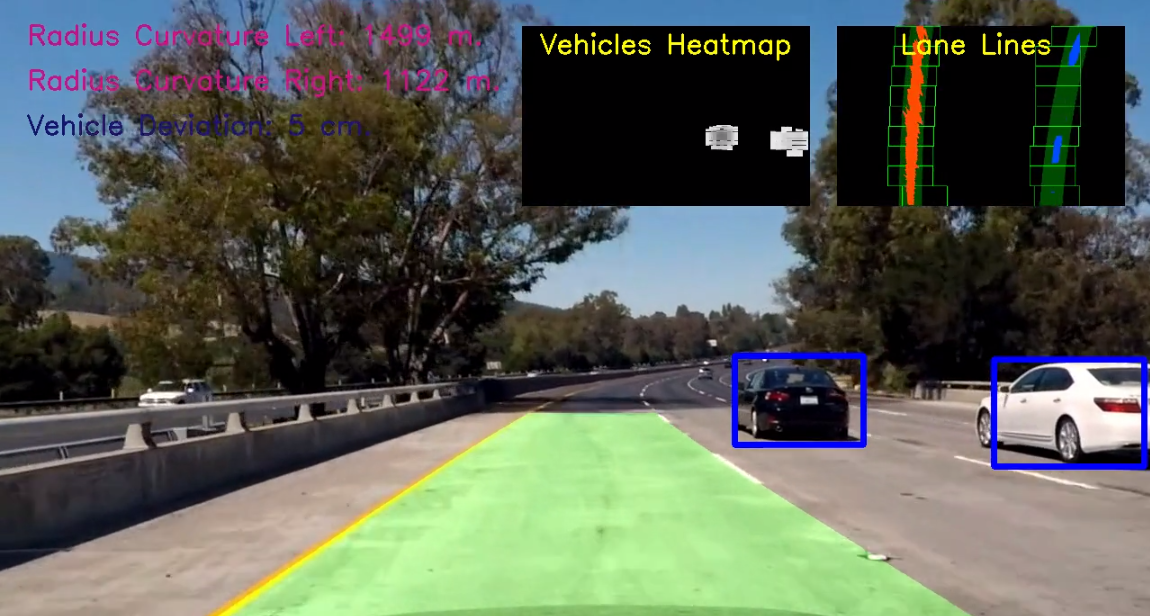 Radius Curvature Left: 1499 m.
Radius Curvature Right: 1122 m.
Vehicle Deviation: 5 cm.
Vehicles Heatmap
Lane Lines